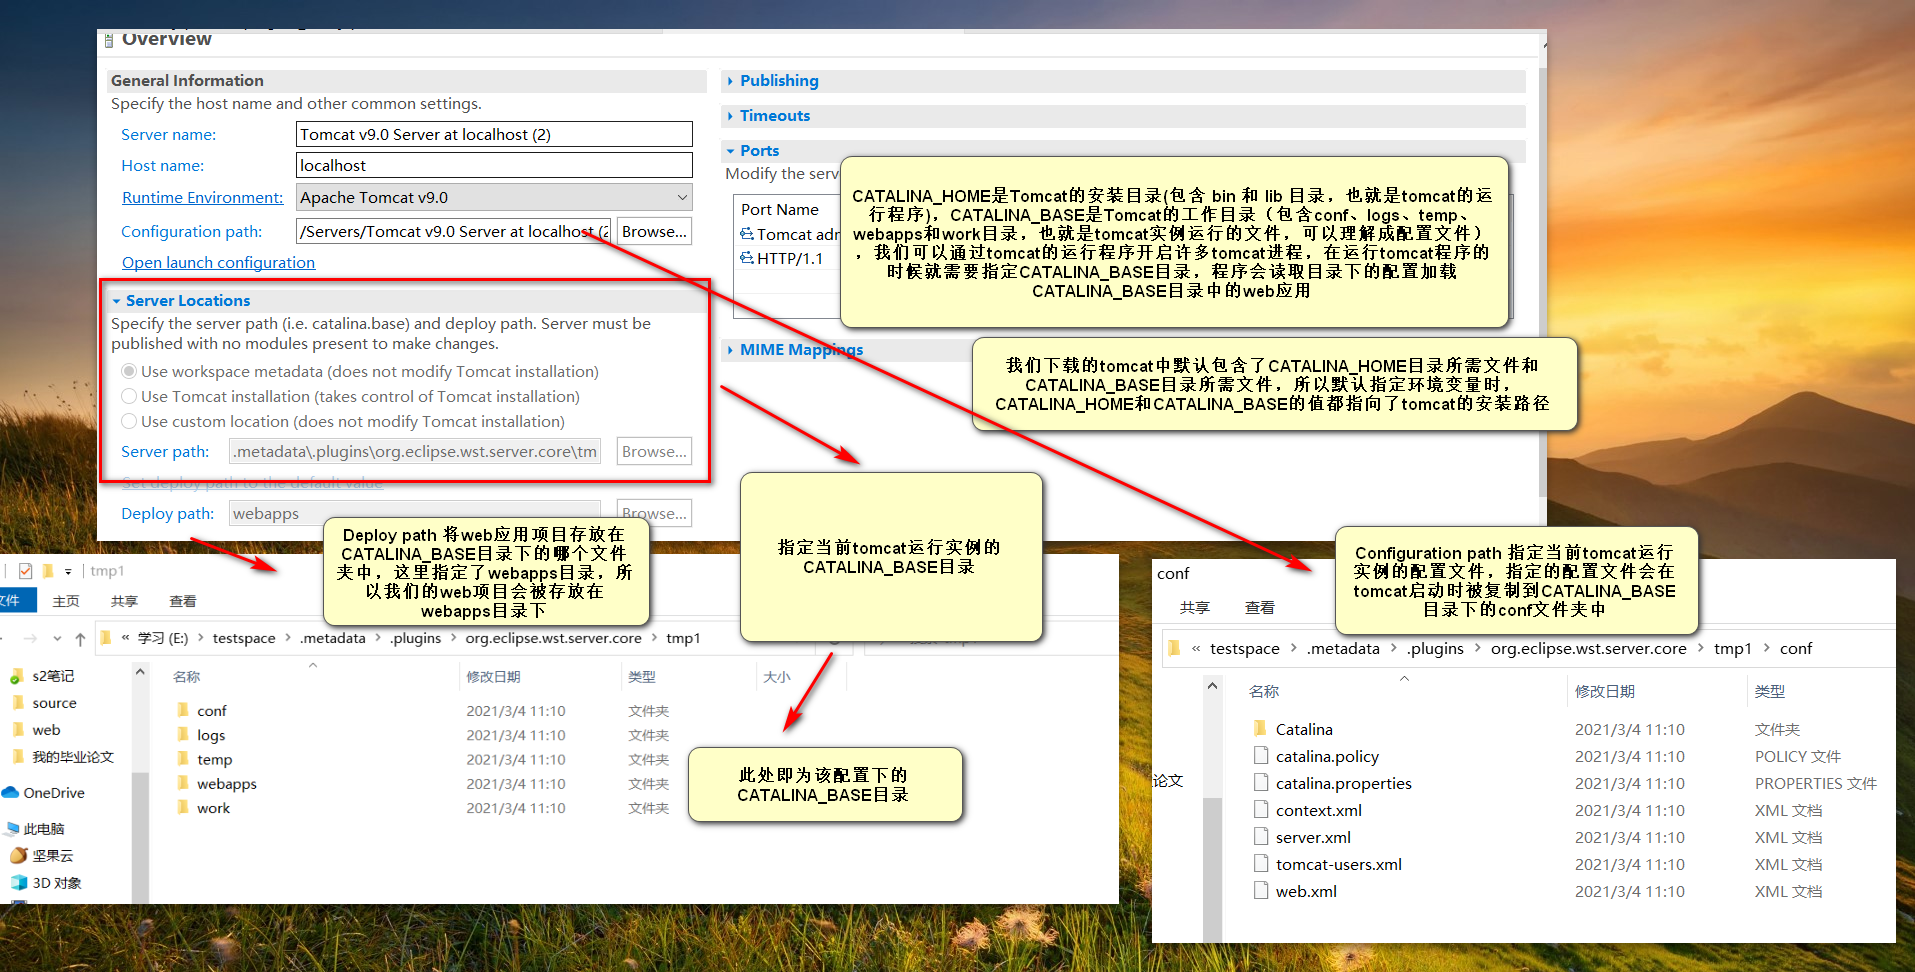 Overview
General Information
Specify the host name and other common settings.
Server name:
Tomcat v9.0 Server at localhost (2)
Host name:
localhost
Runtime Environment:
Apache Tomcat v9.0
Configuration path:
/Servers/Tomcat v9.0 Server at localhost (2
Browse...
Open launch configuration
Server Locations
Specify the server path (i.e. catalina.base) and deploy path. Server must be
published with no modules present to make changes.
Use workspace metadata (does not modify Tomcat installation)
Use Tomcat installation (takes control of Tomcat installation)
Use custom location (does not modify Tomcat installation)
Server path:
.metadata\.plugins\org.eclipse.wst.server.core\tm
Browse...
Set deploy path to the default value
Deploy path:
webapps
Browse...
Publishing
Timeouts
Ports
Modify the serv
Port Name
Tomcat adm
HTTP/1.1
MIME Mappings
CATALINA_HOME是Tomcat的安装目录(包含 bin 和 lib 目录，也就是tomcat的运
行程序)，CATALINA_BASE是Tomcat的工作目录（包含conf、logs、temp、
webapps和work目录，也就是tomcat实例运行的文件，可以理解成配置文件）
，我们可以通过tomcat的运行程序开启许多tomcat进程，在运行tomcat程序的
时候就需要指定CATALINA_BASE目录，程序会读取目录下的配置加载
CATALINA_BASE目录中的web应用
我们下载的tomcat中默认包含了CATALINA_HOME目录所需文件和
CATALINA_BASE目录所需文件，所以默认指定环境变量时，
CATALINA_HOME和CATALINA_BASE的值都指向了tomcat的安装路径
指定当前tomcat运行实例的
CATALINA_BASE目录
Deploy path 将web应用项目存放在
CATALINA_BASE目录下的哪个文件
夹中，这里指定了webapps目录，所
以我们的web项目会被存放在
webapps目录下
Configuration path 指定当前tomcat运行
实例的配置文件，指定的配置文件会在
tomcat启动时被复制到CATALINA_BASE
目录下的conf文件夹中
此处即为该配置下的
CATALINA_BASE目录
tmp1
文件 主页 共享 查看
« 学习 (E:) › testspace › .metadata › .plugins › org.eclipse.wst.server.core › tmp1
s2笔记
source
web
我的毕业论文
OneDrive
此电脑
坚果云
3D 对象
名称 修改日期 类型 大小
conf 2021/3/4 11:10 文件夹
logs 2021/3/4 11:10 文件夹
temp 2021/3/4 11:10 文件夹
webapps 2021/3/4 11:10 文件夹
work 2021/3/4 11:10 文件夹
conf
共享 查看
« testspace › .metadata › .plugins › org.eclipse.wst.server.core › tmp1 › conf
论文
名称 修改日期 类型
Catalina 2021/3/4 11:10 文件夹
catalina.policy 2021/3/4 11:10 POLICY 文件
catalina.properties 2021/3/4 11:10 PROPERTIES 文件
context.xml 2021/3/4 11:10 XML 文档
server.xml 2021/3/4 11:10 XML 文档
tomcat-users.xml 2021/3/4 11:10 XML 文档
web.xml 2021/3/4 11:10 XML 文档